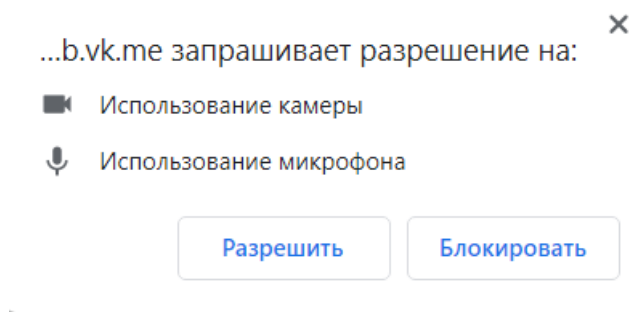 ...b.vk.me запрашивает разрешение на:
Использование камеры
Использование микрофона
Разрешить
Блокировать